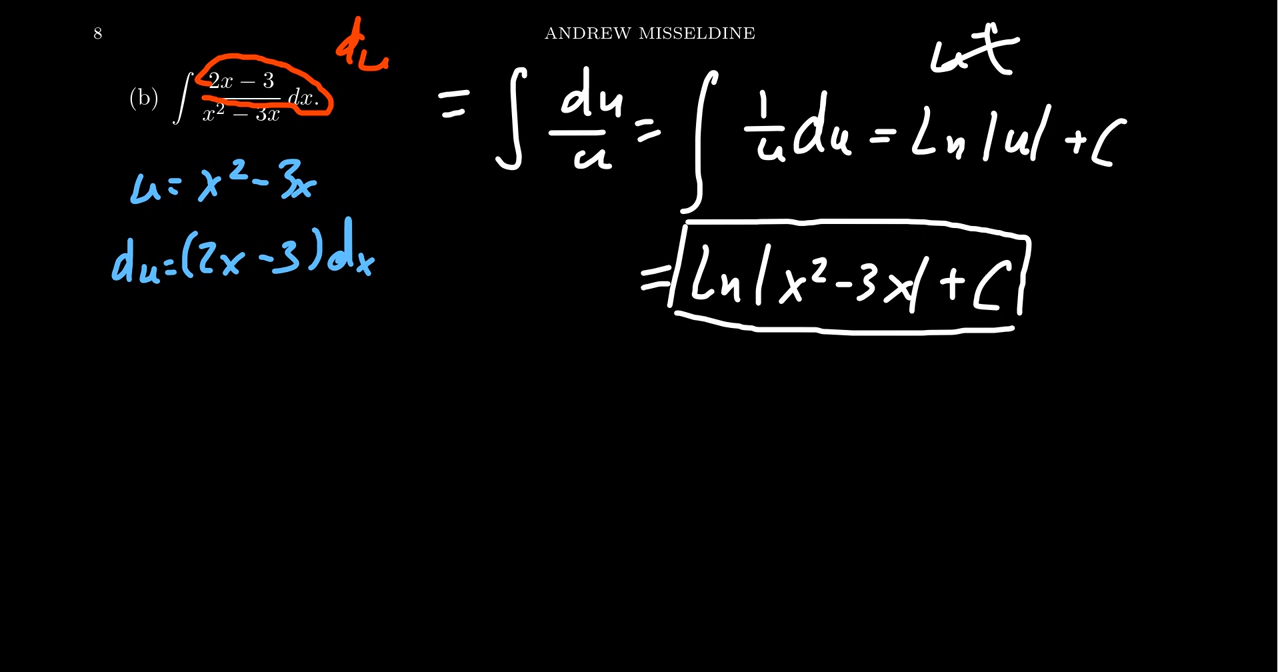 8 ANDREW MISSELDINE
(b) ∫ (2x − 3)/(x² − 3x) dx.
du
= ∫ du/u = ∫ 1/u du = Ln|u| + C
u = x² - 3x
du = (2x - 3)dx
= Ln|x² - 3x| + C